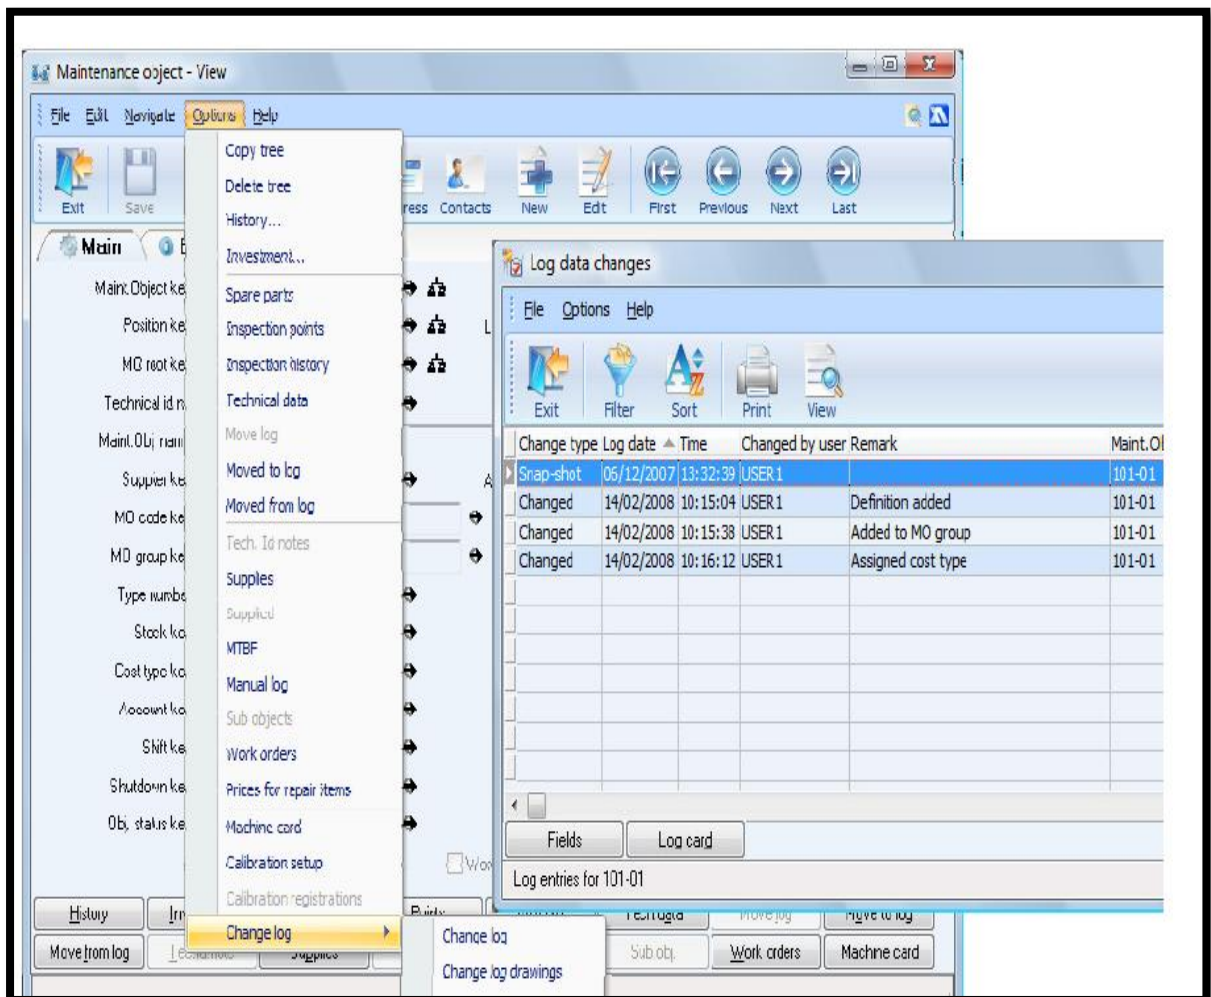 Maintenance object - View
File Edit Navigate Options Help
Exit Save ress Contacts New Edit First Previous Next Last
Main
Copy tree
Delete tree
History...
Investment...
Spare parts
Inspection points
Inspection history
Technical data
Move log
Moved to log
Moved from log
Tech. Id notes
Supplies
Supplied
MTBF
Manual log
Sub objects
Work orders
Prices for repair items
Machine card
Calibration setup
Calibration registrations
Change log
Change log
Change log drawings
Maint.Object ke
Position ke
MO root ke
Technical id n
Maint.Obj nam
Supplier ke
MO code ke
MO group ke
Type numbe
Stock ke
Cost type ke
Account ke
Shift ke
Shutdown ke
Obj. status ke
Log data changes
File Options Help
Exit Filter Sort Print View
Change type Log date Time Changed by user Remark Maint.Ob
Snap-shot 06/12/2007 13:32:39 USER1 101-01
Changed 14/02/2008 10:15:04 USER1 Definition added 101-01
Changed 14/02/2008 10:15:38 USER1 Added to MO group 101-01
Changed 14/02/2008 10:16:12 USER1 Assigned cost type 101-01
Fields Log card
Log entries for 101-01
History Tech data Move log Move to log
Move from log Supplies Sub obj. Work orders Machine card